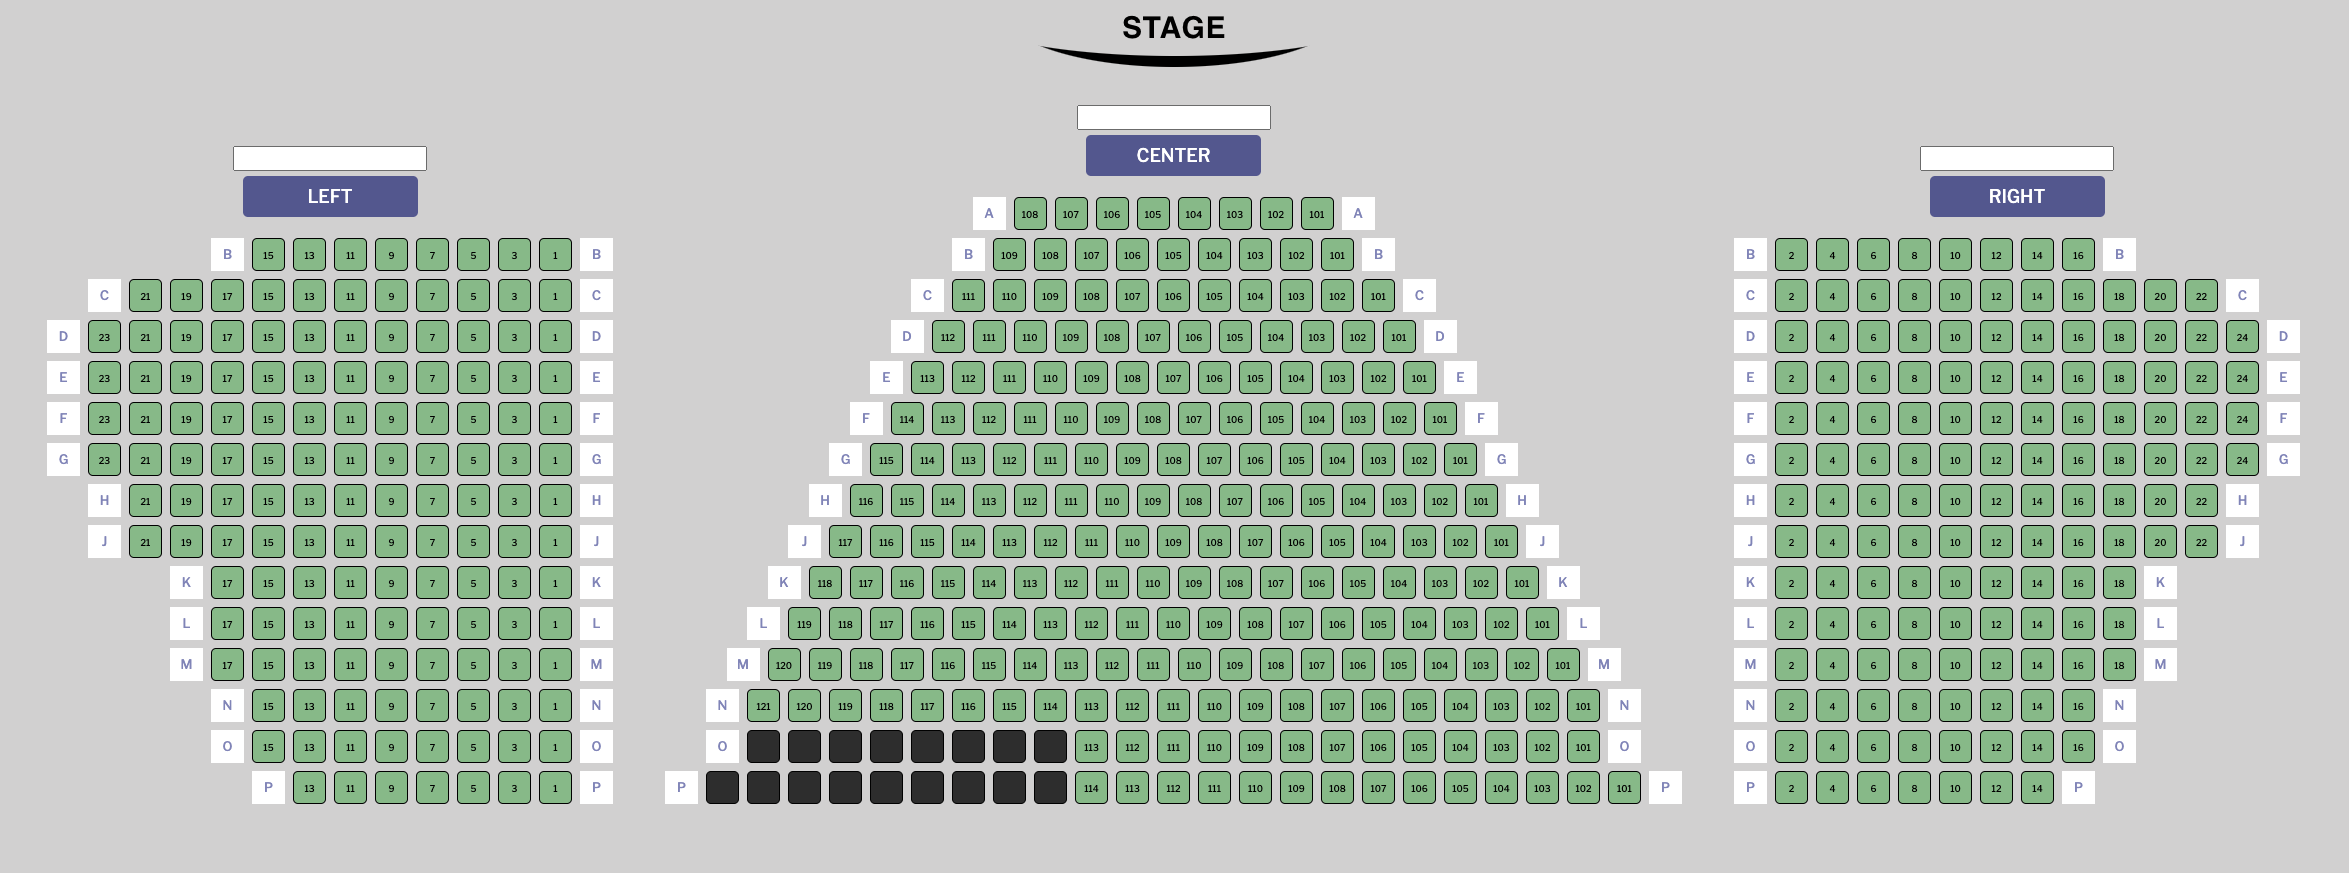 STAGE
CENTER
LEFT
RIGHT
A 108 107 106 105 104 103 102 101 A
B 15 13 11 9 7 5 3 1 B B 109 108 107 106 105 104 103 102 101 B B 2 4 6 8 10 12 14 16 B
C 21 19 17 15 13 11 9 7 5 3 1 C C 111 110 109 108 107 106 105 104 103 102 101 C C 2 4 6 8 10 12 14 16 18 20 22 C
D 23 21 19 17 15 13 11 9 7 5 3 1 D D 112 111 110 109 108 107 106 105 104 103 102 101 D D 2 4 6 8 10 12 14 16 18 20 22 24 D
E 23 21 19 17 15 13 11 9 7 5 3 1 E E 113 112 111 110 109 108 107 106 105 104 103 102 101 E E 2 4 6 8 10 12 14 16 18 20 22 24 E
F 23 21 19 17 15 13 11 9 7 5 3 1 F F 114 113 112 111 110 109 108 107 106 105 104 103 102 101 F F 2 4 6 8 10 12 14 16 18 20 22 24 F
G 23 21 19 17 15 13 11 9 7 5 3 1 G G 115 114 113 112 111 110 109 108 107 106 105 104 103 102 101 G G 2 4 6 8 10 12 14 16 18 20 22 24 G
H 21 19 17 15 13 11 9 7 5 3 1 H H 116 115 114 113 112 111 110 109 108 107 106 105 104 103 102 101 H H 2 4 6 8 10 12 14 16 18 20 22 H
J 21 19 17 15 13 11 9 7 5 3 1 J J 117 116 115 114 113 112 111 110 109 108 107 106 105 104 103 102 101 J J 2 4 6 8 10 12 14 16 18 20 22 J
K 17 15 13 11 9 7 5 3 1 K K 118 117 116 115 114 113 112 111 110 109 108 107 106 105 104 103 102 101 K K 2 4 6 8 10 12 14 16 18 K
L 17 15 13 11 9 7 5 3 1 L L 119 118 117 116 115 114 113 112 111 110 109 108 107 106 105 104 103 102 101 L L 2 4 6 8 10 12 14 16 18 L
M 17 15 13 11 9 7 5 3 1 M M 120 119 118 117 116 115 114 113 112 111 110 109 108 107 106 105 104 103 102 101 M M 2 4 6 8 10 12 14 16 18 M
N 15 13 11 9 7 5 3 1 N N 121 120 119 118 117 116 115 114 113 112 111 110 109 108 107 106 105 104 103 102 101 N N 2 4 6 8 10 12 14 16 N
O 15 13 11 9 7 5 3 1 O O 113 112 111 110 109 108 107 106 105 104 103 102 101 O O 2 4 6 8 10 12 14 16 O
P 13 11 9 7 5 3 1 P P 114 113 112 111 110 109 108 107 106 105 104 103 102 101 P P 2 4 6 8 10 12 14 P